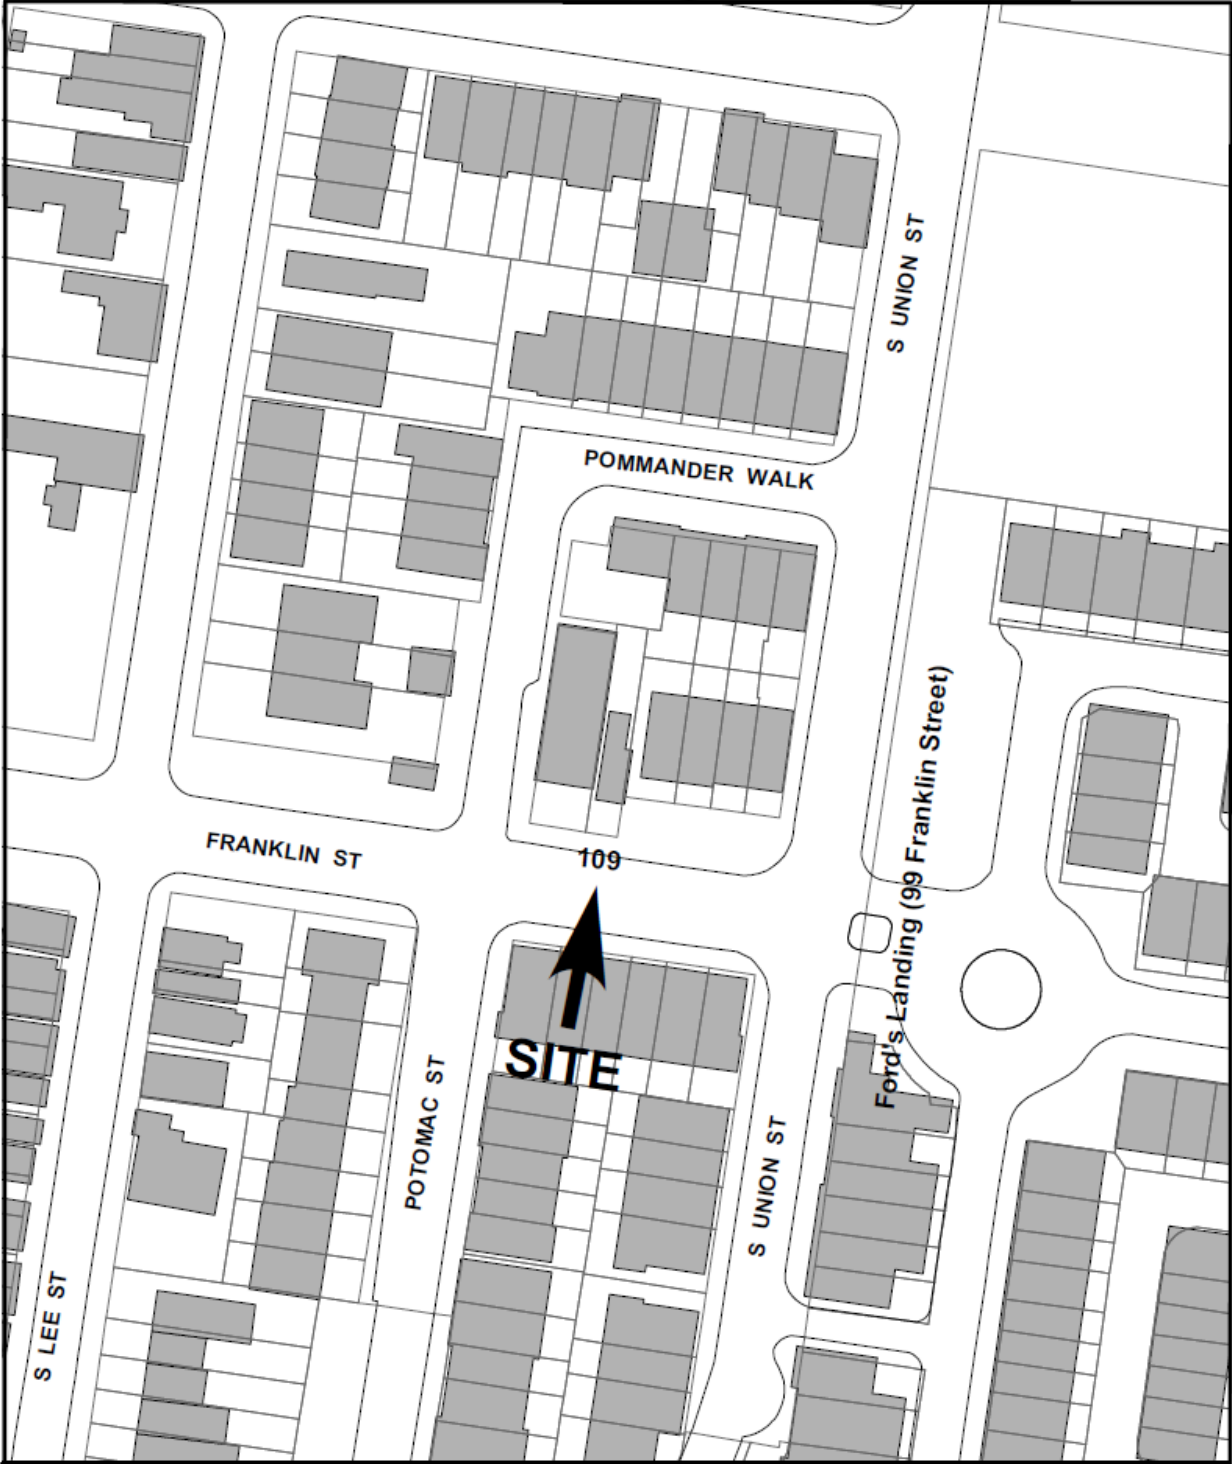 S UNION ST
POMMANDER WALK
Ford's Landing (99 Franklin Street)
FRANKLIN ST
109
SITE
POTOMAC ST
S UNION ST
S LEE ST